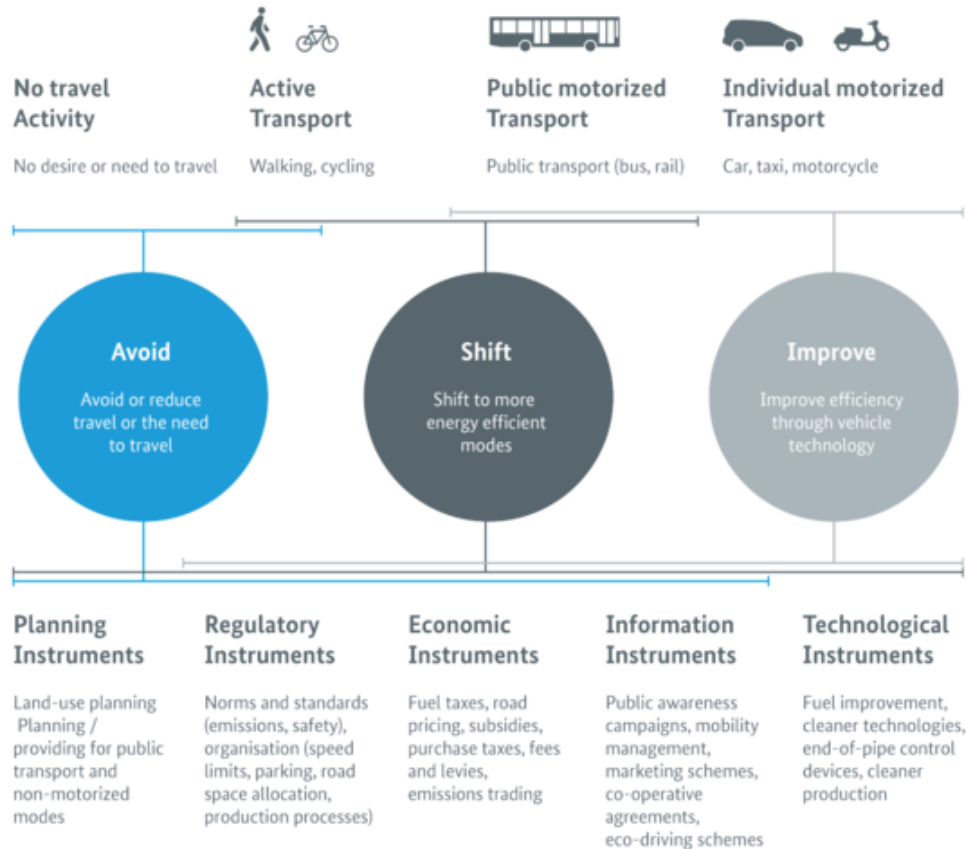 No travel
Activity
No desire or need to travel
Active
Transport
Walking, cycling
Public motorized
Transport
Public transport (bus, rail)
Individual motorized
Transport
Car, taxi, motorcycle
Avoid
Avoid or reduce
travel or the need
to travel
Shift
Shift to more
energy efficient
modes
Improve
Improve efficiency
through vehicle
technology
Planning
Instruments
Land-use planning
Planning /
providing for public
transport and
non-motorized
modes
Regulatory
Instruments
Norms and standards
(emissions, safety),
organisation (speed
limits, parking, road
space allocation,
production processes)
Economic
Instruments
Fuel taxes, road
pricing, subsidies,
purchase taxes, fees
and levies,
emissions trading
Information
Instruments
Public awareness
campaigns, mobility
management,
marketing schemes,
co-operative
agreements,
eco-driving schemes
Technological
Instruments
Fuel improvement,
cleaner technologies,
end-of-pipe control
devices, cleaner
production